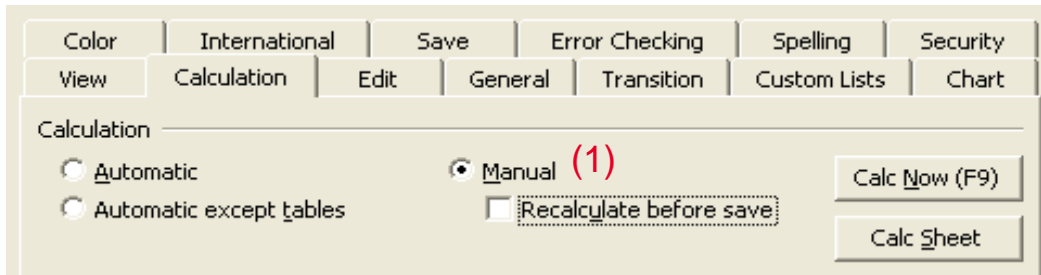 Color International Save Error Checking Spelling Security
View Calculation Edit General Transition Custom Lists Chart
Calculation
Automatic Manual (1) Calc Now (F9)
Automatic except tables Recalculate before save
Calc Sheet